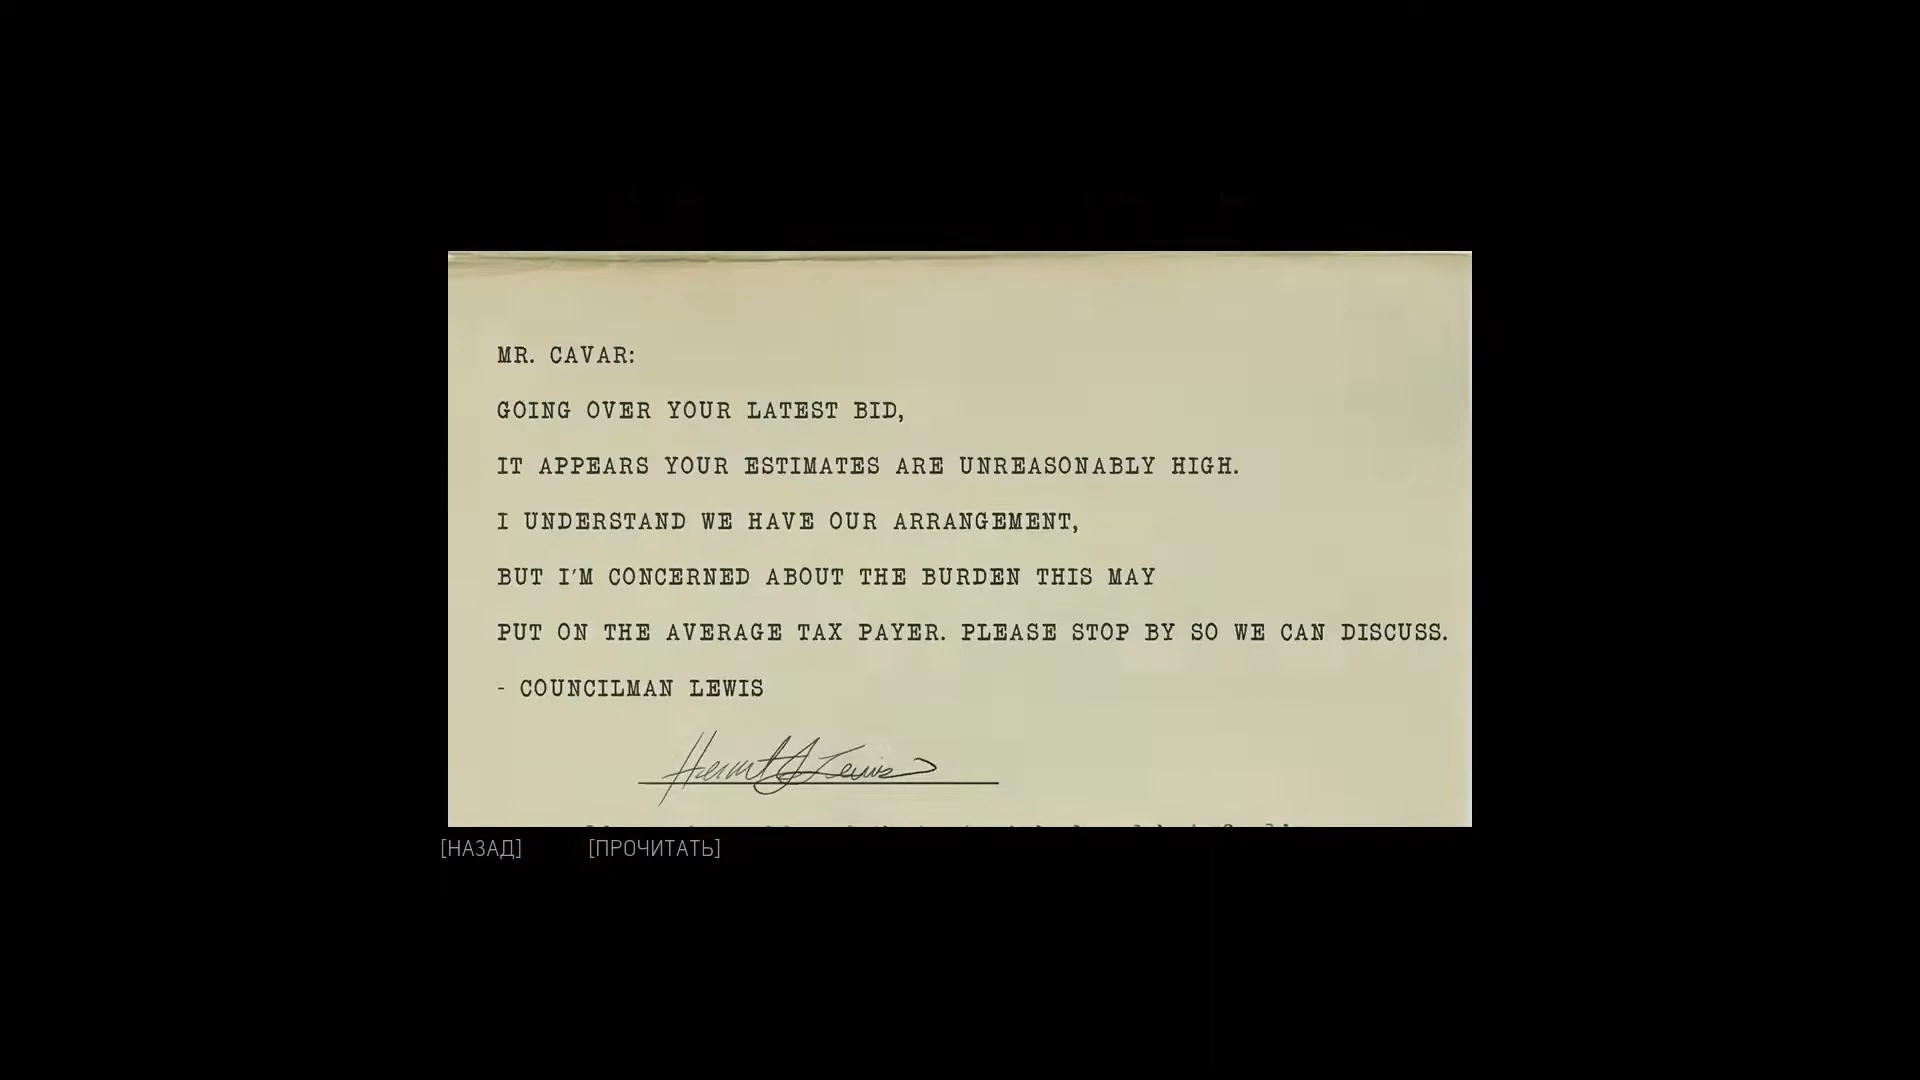 MR. CAVAR:
GOING OVER YOUR LATEST BID,
IT APPEARS YOUR ESTIMATES ARE UNREASONABLY HIGH.
I UNDERSTAND WE HAVE OUR ARRANGEMENT,
BUT I'M CONCERNED ABOUT THE BURDEN THIS MAY
PUT ON THE AVERAGE TAX PAYER. PLEASE STOP BY SO WE CAN DISCUSS.
- COUNCILMAN LEWIS
Lewis
[НАЗАД] [ПРОЧИТАТЬ]